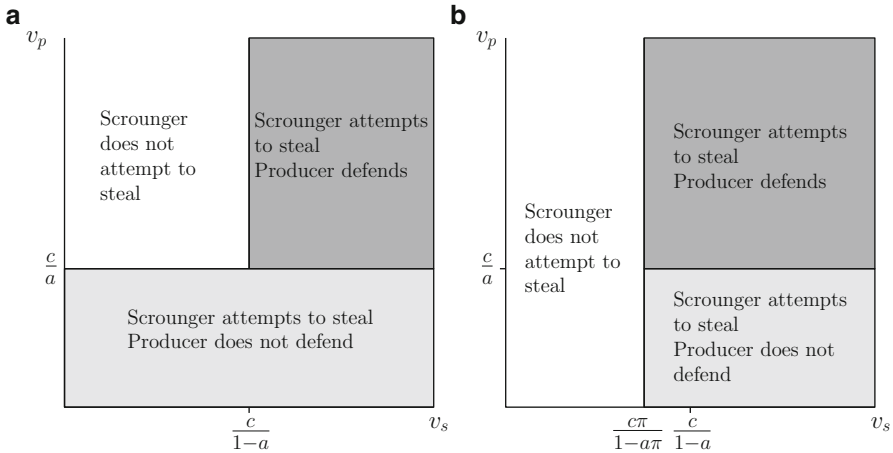 a
v_p
Scrounger
does not
attempt to
steal
Scrounger attempts
to steal
Producer defends
c/a
Scrounger attempts to steal
Producer does not defend
c/(1−a)
v_s
b
v_p
Scrounger
does not
attempt to
steal
Scrounger attempts
to steal
Producer defends
c/a
Scrounger attempts
to steal
Producer does not
defend
cπ/(1−aπ)
c/(1−a)
v_s